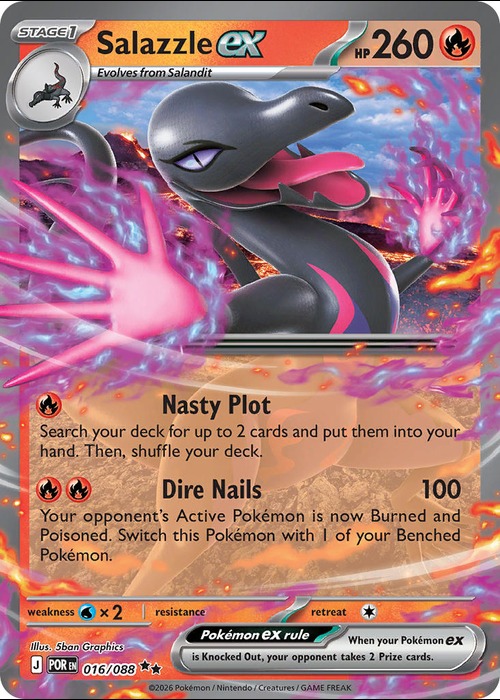 STAGE 1
Salazzle ex
HP 260
Evolves from Salandit
Nasty Plot
Search your deck for up to 2 cards and put them into your
hand. Then, shuffle your deck.
Dire Nails 100
Your opponent's Active Pokémon is now Burned and
Poisoned. Switch this Pokémon with 1 of your Benched
Pokémon.
weakness ×2 resistance retreat
Illus. 5ban Graphics
Pokémon ex rule
When your Pokémon ex
is Knocked Out, your opponent takes 2 Prize cards.
J POR EN 016/088
©2026 Pokémon / Nintendo / Creatures / GAME FREAK